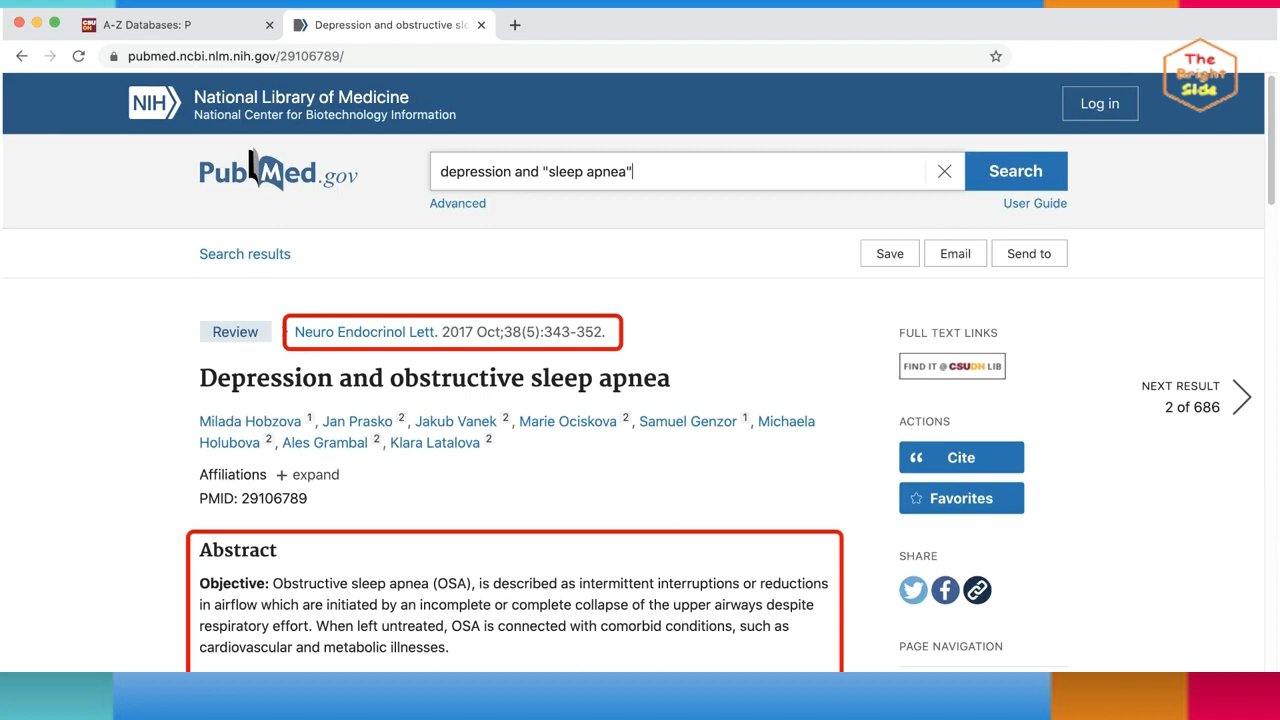 A-Z Databases: P
Depression and obstructive sle
pubmed.ncbi.nlm.nih.gov/29106789/
The
Bright
Side
NIH
National Library of Medicine
National Center for Biotechnology Information
Log in
PubMed.gov
depression and "sleep apnea"
Search
Advanced
User Guide
Search results
Save
Email
Send to
Review
Neuro Endocrinol Lett. 2017 Oct;38(5):343-352.
Depression and obstructive sleep apnea
Milada Hobzova 1, Jan Prasko 2, Jakub Vanek 2, Marie Ociskova 2, Samuel Genzor 1, Michaela
Holubova 2, Ales Grambal 2, Klara Latalova 2
Affiliations + expand
PMID: 29106789
Abstract
Objective: Obstructive sleep apnea (OSA), is described as intermittent interruptions or reductions
in airflow which are initiated by an incomplete or complete collapse of the upper airways despite
respiratory effort. When left untreated, OSA is connected with comorbid conditions, such as
cardiovascular and metabolic illnesses.
FULL TEXT LINKS
FIND IT @ CSUDH LIB
NEXT RESULT
2 of 686
ACTIONS
Cite
Favorites
SHARE
PAGE NAVIGATION